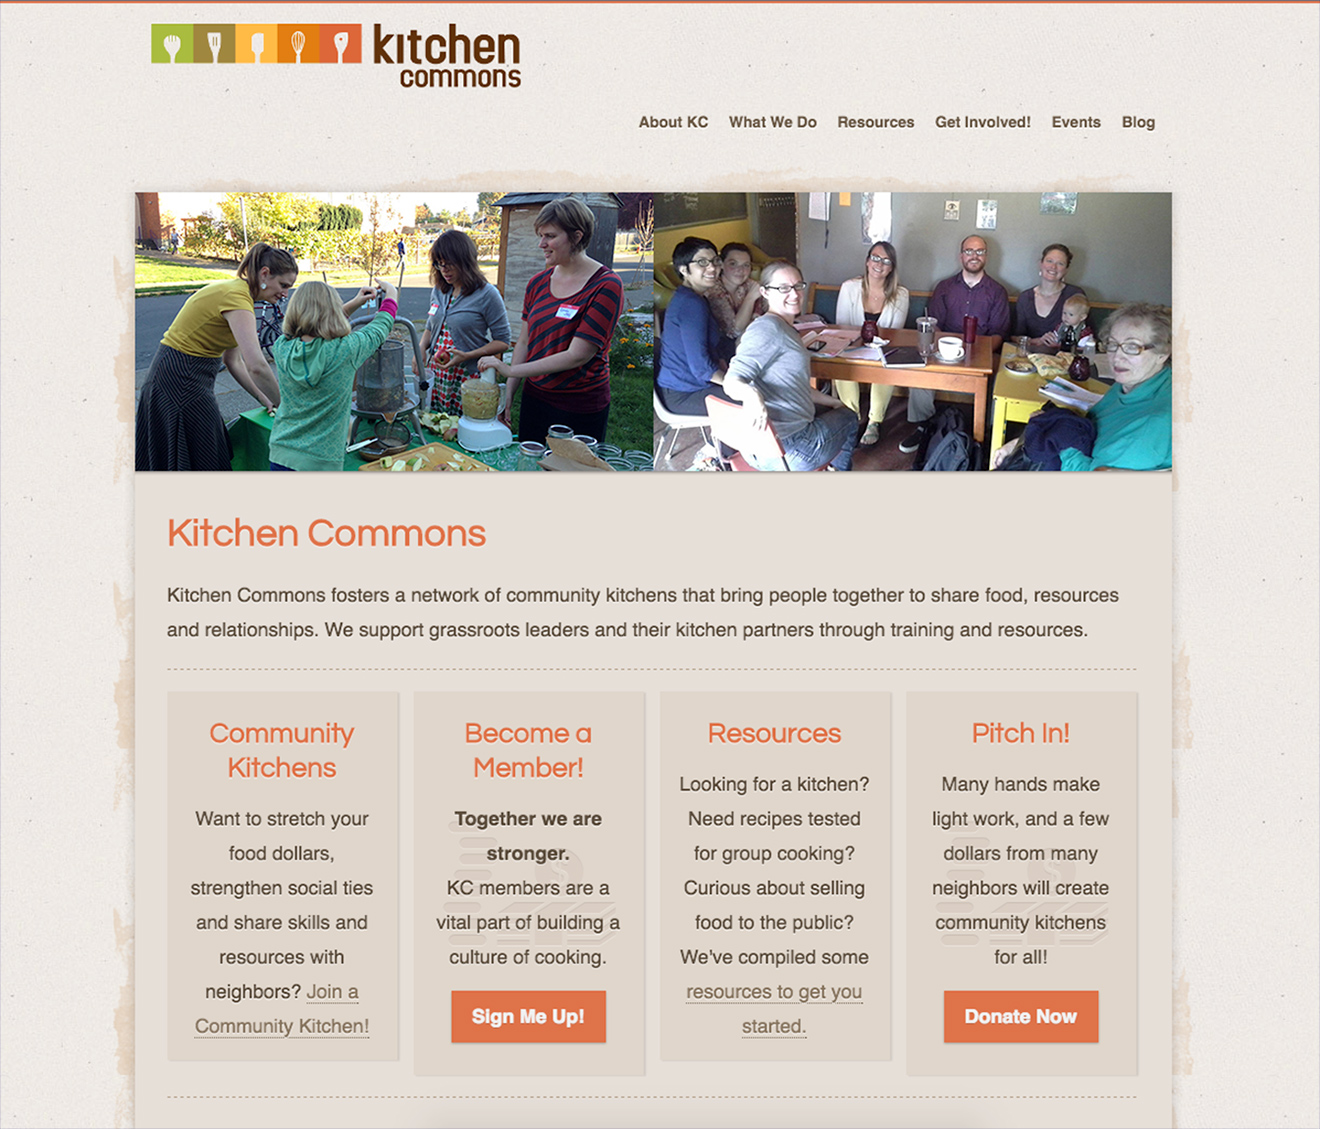 kitchen
commons
About KC What We Do Resources Get Involved! Events Blog
Kitchen Commons
Kitchen Commons fosters a network of community kitchens that bring people together to share food, resources
and relationships. We support grassroots leaders and their kitchen partners through training and resources.
Community
Kitchens
Want to stretch your
food dollars,
strengthen social ties
and share skills and
resources with
neighbors? Join a
Community Kitchen!
Become a
Member!
Together we are
stronger.
KC members are a
vital part of building a
culture of cooking.
Sign Me Up!
Resources
Looking for a kitchen?
Need recipes tested
for group cooking?
Curious about selling
food to the public?
We've compiled some
resources to get you
started.
Pitch In!
Many hands make
light work, and a few
dollars from many
neighbors will create
community kitchens
for all!
Donate Now